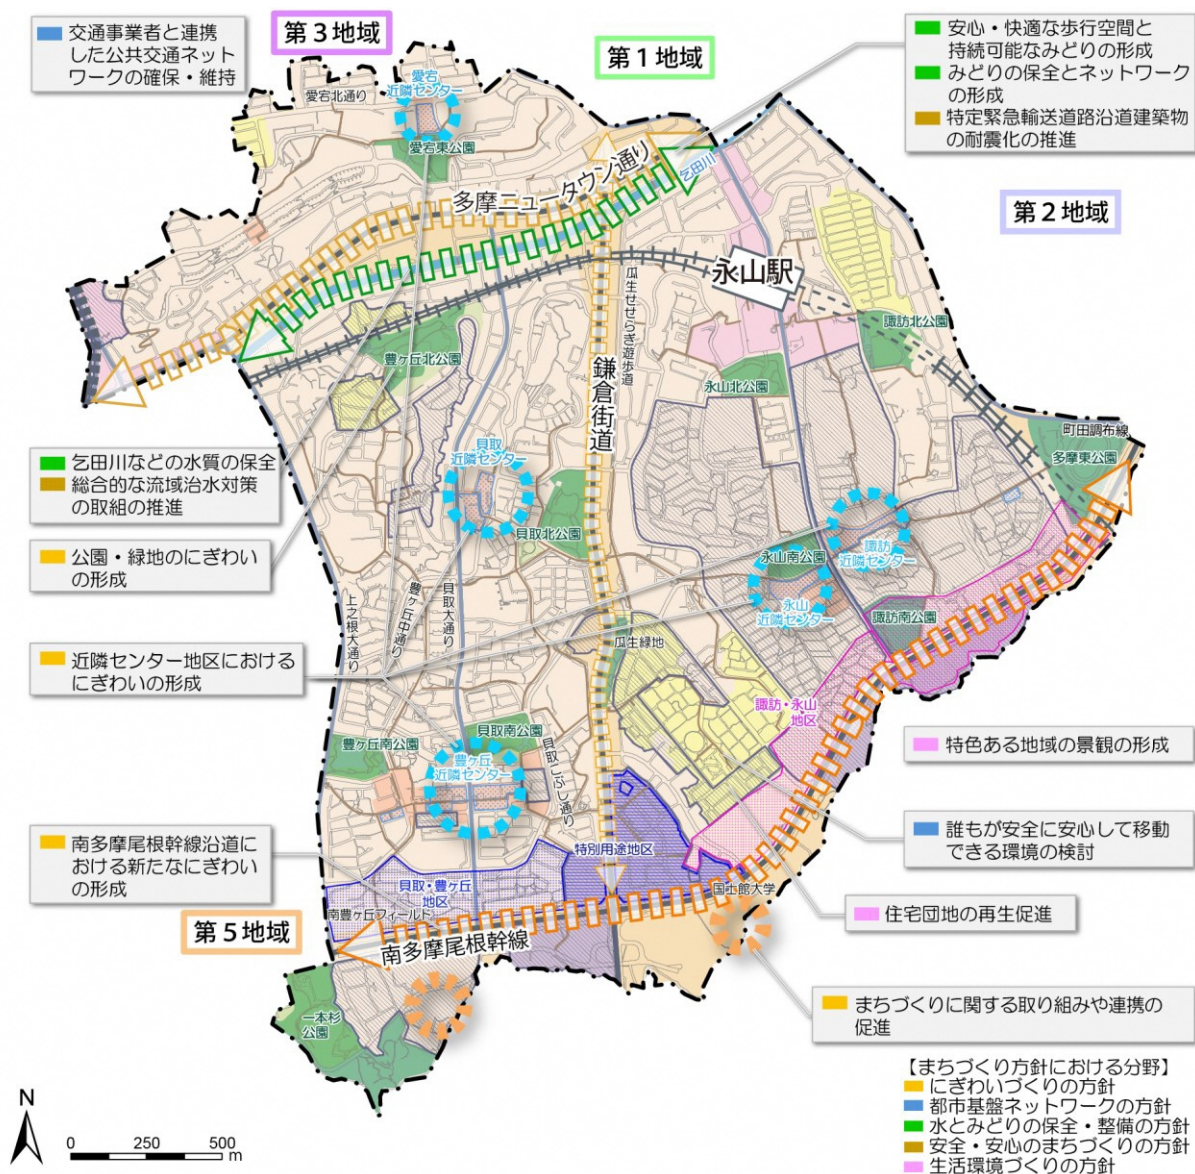 交通事業者と連携
した公共交通ネット
ワークの確保・維持
第3地域
第1地域
安心・快適な歩行空間と
持続可能なみどりの形成
みどりの保全とネットワーク
の形成
特定緊急輸送道路沿道建築物
の耐震化の推進
第2地域
愛宕北通り
愛宕
近隣センター
愛宕東公園
多摩ニュータウン通り
乞田川
永山駅
瓜生せせらぎ遊歩道
鎌倉街道
豊ヶ丘北公園
諏訪北公園
永山北公園
町田調布線
多摩東公園
乞田川などの水質の保全
総合的な流域治水対策
の取組の推進
貝取
近隣センター
貝取北公園
公園・緑地のにぎわい
の形成
永山南公園
諏訪
近隣センター
永山
近隣センター
諏訪南公園
上之根大通り
豊ヶ丘中通り
貝取大通り
近隣センター地区における
にぎわいの形成
瓜生緑地
諏訪・永山
地区
特色ある地域の景観の形成
豊ヶ丘南公園
貝取南公園
豊ヶ丘
近隣センター
貝取こぶし通り
南多摩尾根幹線沿道に
おける新たなにぎわい
の形成
特別用途地区
誰もが安全に安心して移動
できる環境の検討
貝取・豊ヶ丘
地区
国士舘大学
南豊ヶ丘フィールド
住宅団地の再生促進
第5地域
南多摩尾根幹線
一本杉
公園
まちづくりに関する取り組みや連携の
促進
【まちづくり方針における分野】
にぎわいづくりの方針
都市基盤ネットワークの方針
水とみどりの保全・整備の方針
安全・安心のまちづくりの方針
生活環境づくりの方針
N
0 250 500
m